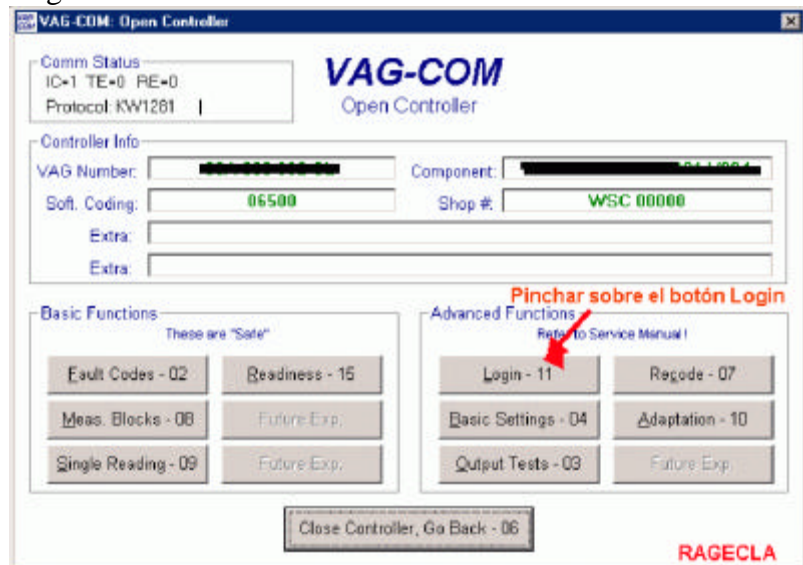 VAG-COM: Open Controller
Comm Status
IC=1 TE=0 RE=0
Protocol: KW1281
VAG-COM
Open Controller
Controller Info
VAG Number:
Component:
Soft. Coding: 06500
Shop #: WSC 00000
Extra:
Extra:
Pinchar sobre el botón Login
Basic Functions
These are "Safe"
Advanced Functions
Refer to Service Manual!
Fault Codes - 02
Readiness - 15
Login - 11
Recode - 07
Meas. Blocks - 08
Future Exp.
Basic Settings - 04
Adaptation - 10
Single Reading - 09
Future Exp.
Output Tests - 03
Future Exp.
Close Controller, Go Back - 06
RAGECLA